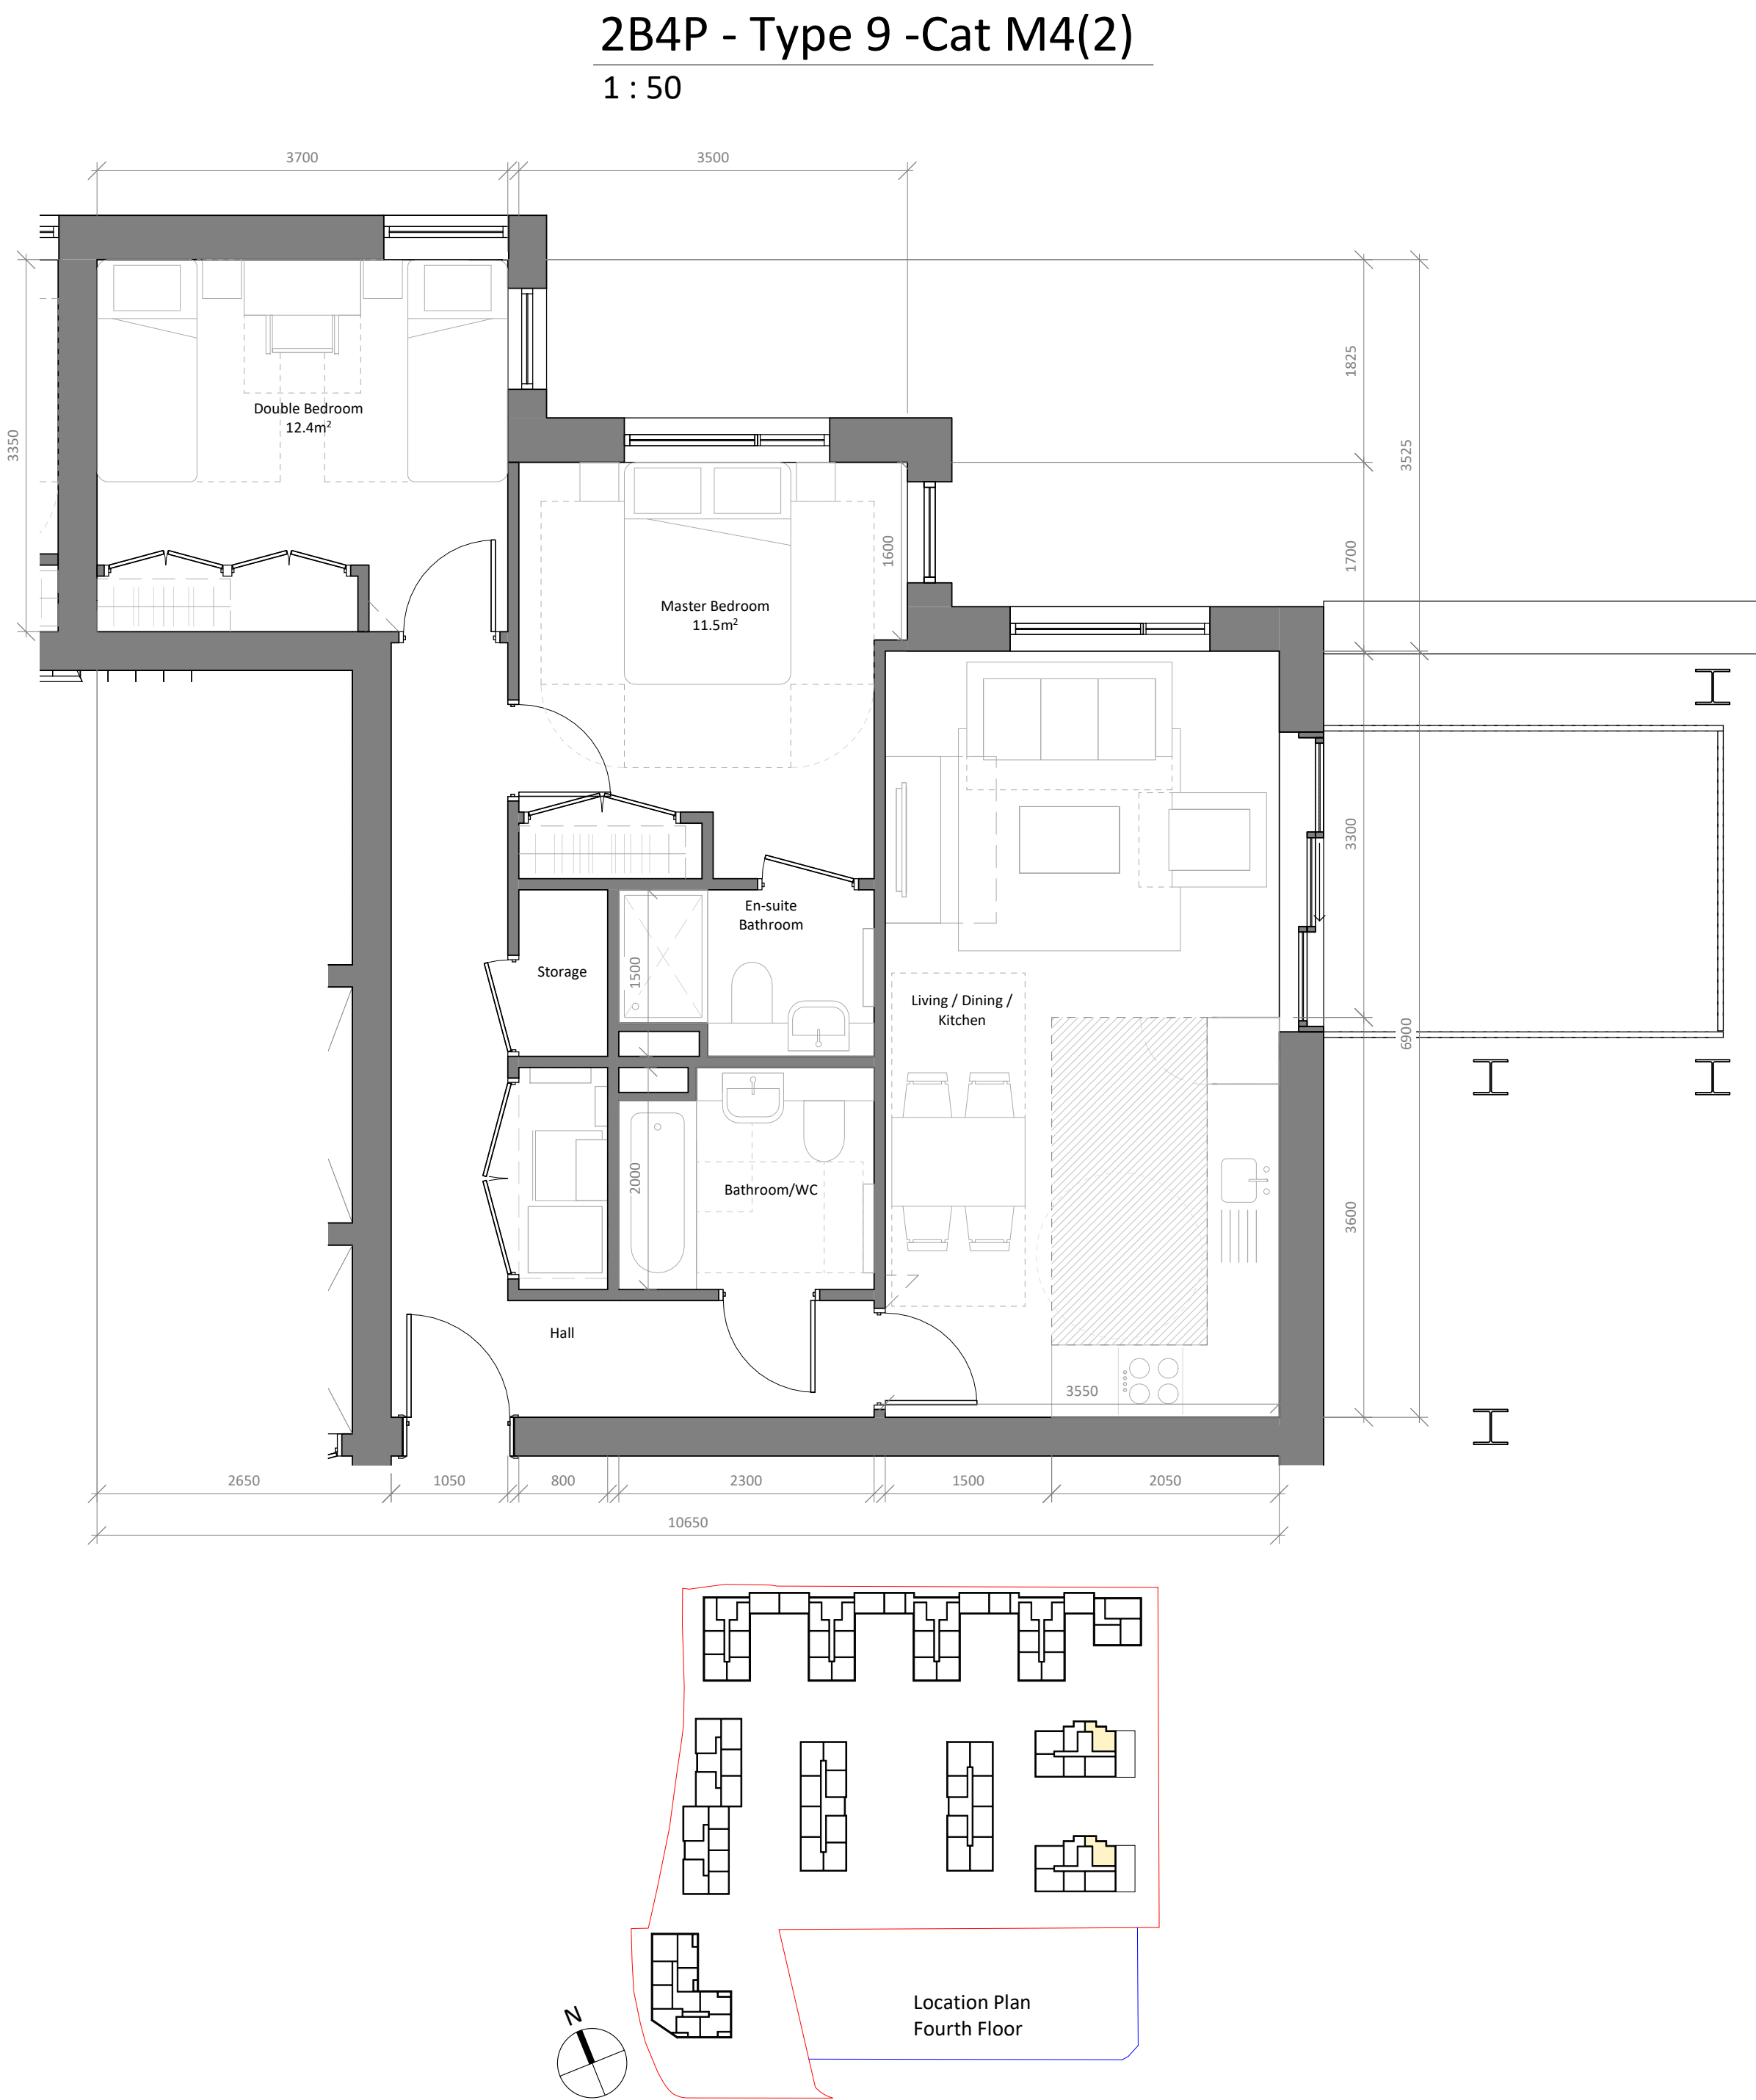 2B4P - Type 9 -Cat M4(2)
1 : 50
3700
3500
3350
1825
3525
Double Bedroom
12.4m²
1600
1700
Master Bedroom
11.5m²
3300
En-suite
Bathroom
1500
Storage
Living / Dining /
Kitchen
6900
2000
Bathroom/WC
3600
Hall
3550
2650
1050
800
2300
1500
2050
10650
N
Location Plan
Fourth Floor